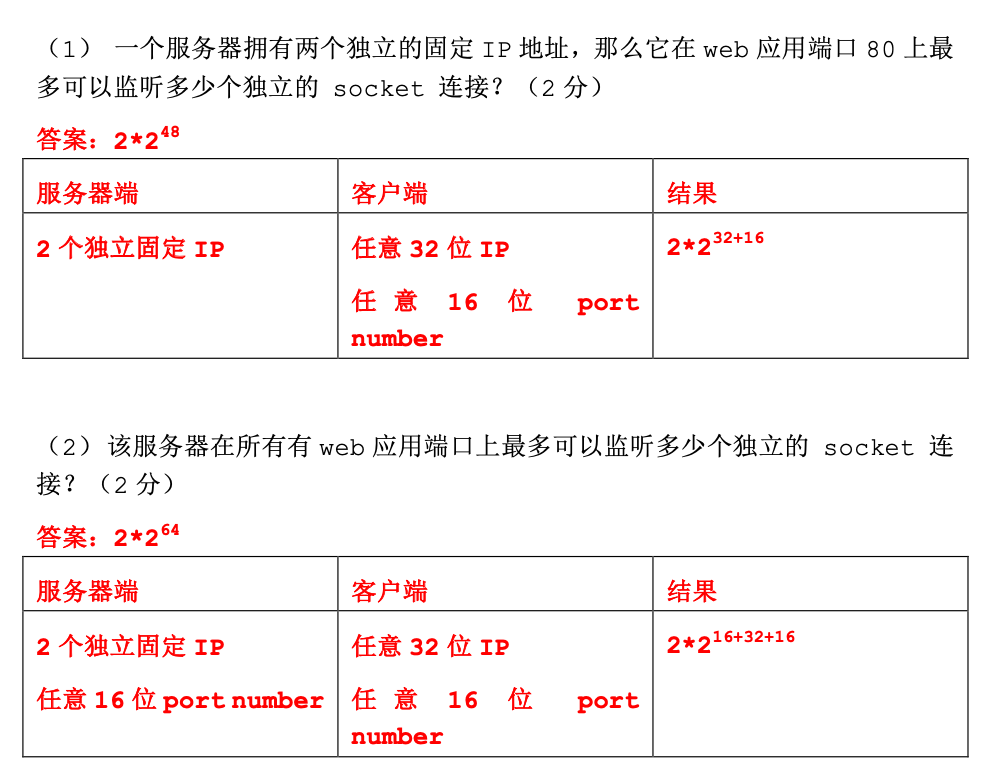 （1） 一个服务器拥有两个独立的固定 IP 地址，那么它在 web 应用端口 80 上最
多可以监听多少个独立的 socket 连接？（2 分）
答案：2*2^48
服务器端 客户端 结果
2 个独立固定 IP 任意 32 位 IP 2*2^32+16
任意 16 位 port
number
（2）该服务器在所有有 web 应用端口上最多可以监听多少个独立的 socket 连
接？（2 分）
答案：2*2^64
服务器端 客户端 结果
2 个独立固定 IP 任意 32 位 IP 2*2^16+32+16
任意 16 位 port number 任意 16 位 port
number